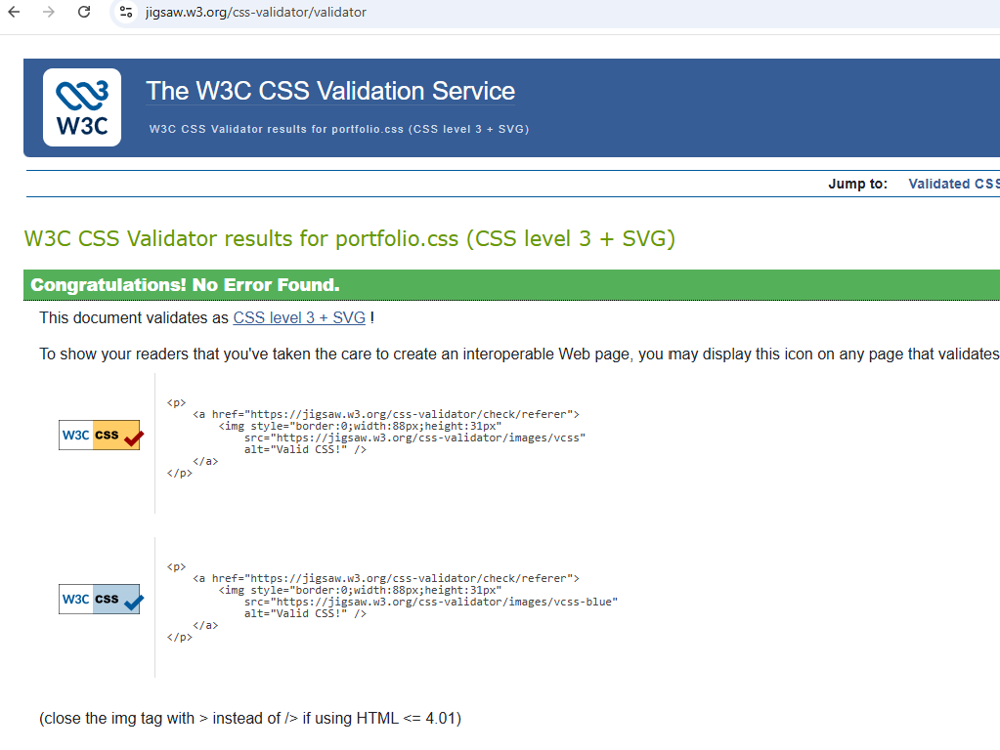 jigsaw.w3.org/css-validator/validator
W3C
The W3C CSS Validation Service
W3C CSS Validator results for portfolio.css (CSS level 3 + SVG)
Jump to: Validated CSS
W3C CSS Validator results for portfolio.css (CSS level 3 + SVG)
Congratulations! No Error Found.
This document validates as CSS level 3 + SVG !
To show your readers that you've taken the care to create an interoperable Web page, you may display this icon on any page that validates
W3C css
<p>
    <a href="https://jigsaw.w3.org/css-validator/check/referer">
        <img style="border:0;width:88px;height:31px"
            src="https://jigsaw.w3.org/css-validator/images/vcss"
            alt="Valid CSS!" />
    </a>
</p>
W3C css
<p>
    <a href="https://jigsaw.w3.org/css-validator/check/referer">
        <img style="border:0;width:88px;height:31px"
            src="https://jigsaw.w3.org/css-validator/images/vcss-blue"
            alt="Valid CSS!" />
    </a>
</p>
(close the img tag with > instead of /> if using HTML <= 4.01)